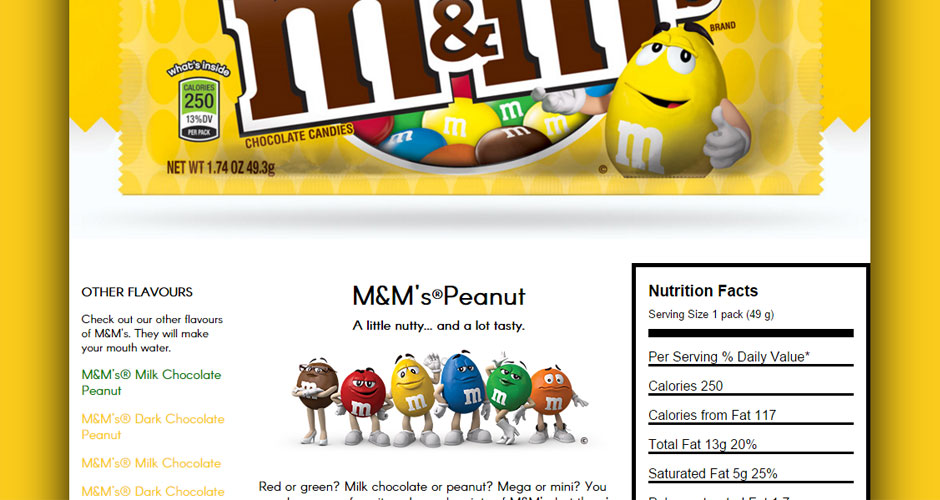 m&m's
BRAND
what's inside
CALORIES
250
13%DV
PER PACK
CHOCOLATE CANDIES
NET WT 1.74 OZ 49.3g
©
m
m
m
m
m
OTHER FLAVOURS
Check out our other flavours
of M&M's. They will make
your mouth water.
M&M's® Milk Chocolate
Peanut
M&M's® Dark Chocolate
Peanut
M&M's® Milk Chocolate
M&M's® Dark Chocolate
M&M's®Peanut
A little nutty... and a lot tasty.
m
m
m
m
m
m
©
Red or green? Milk chocolate or peanut? Mega or mini? You
Nutrition Facts
Serving Size 1 pack (49 g)
Per Serving % Daily Value*
Calories 250
Calories from Fat 117
Total Fat 13g 20%
Saturated Fat 5g 25%